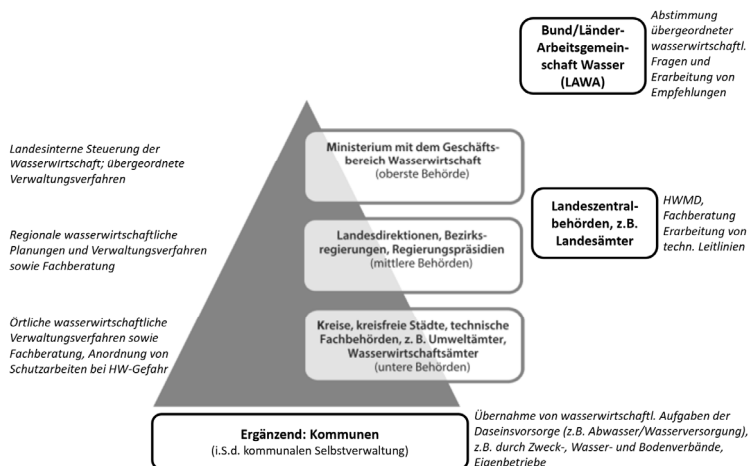 Bund/Länder-
Arbeitsgemein-
schaft Wasser
(LAWA)
Abstimmung
übergeordneter
wasserwirtschaftl.
Fragen und
Erarbeitung von
Empfehlungen
Landesinterne Steuerung der
Wasserwirtschaft; übergeordnete
Verwaltungsverfahren
Ministerium mit dem Geschäfts-
bereich Wasserwirtschaft
(oberste Behörde)
Landeszentral-
behörden, z.B.
Landesämter
HWMD,
Fachberatung
Erarbeitung von
techn. Leitlinien
Regionale wasserwirtschaftliche
Planungen und Verwaltungsverfahren
sowie Fachberatung
Landesdirektionen, Bezirks-
regierungen, Regierungspräsidien
(mittlere Behörden)
Örtliche wasserwirtschaftliche
Verwaltungsverfahren sowie
Fachberatung, Anordnung von
Schutzarbeiten bei HW-Gefahr
Kreise, kreisfreie Städte, technische
Fachbehörden, z. B. Umweltämter,
Wasserwirtschaftsämter
(untere Behörden)
Ergänzend: Kommunen
(i.S.d. kommunalen Selbstverwaltung)
Übernahme von wasserwirtschaftl. Aufgaben der
Daseinsvorsorge (z.B. Abwasser/Wasserversorgung),
z.B. durch Zweck-, Wasser- und Bodenverbände,
Eigenbetriebe